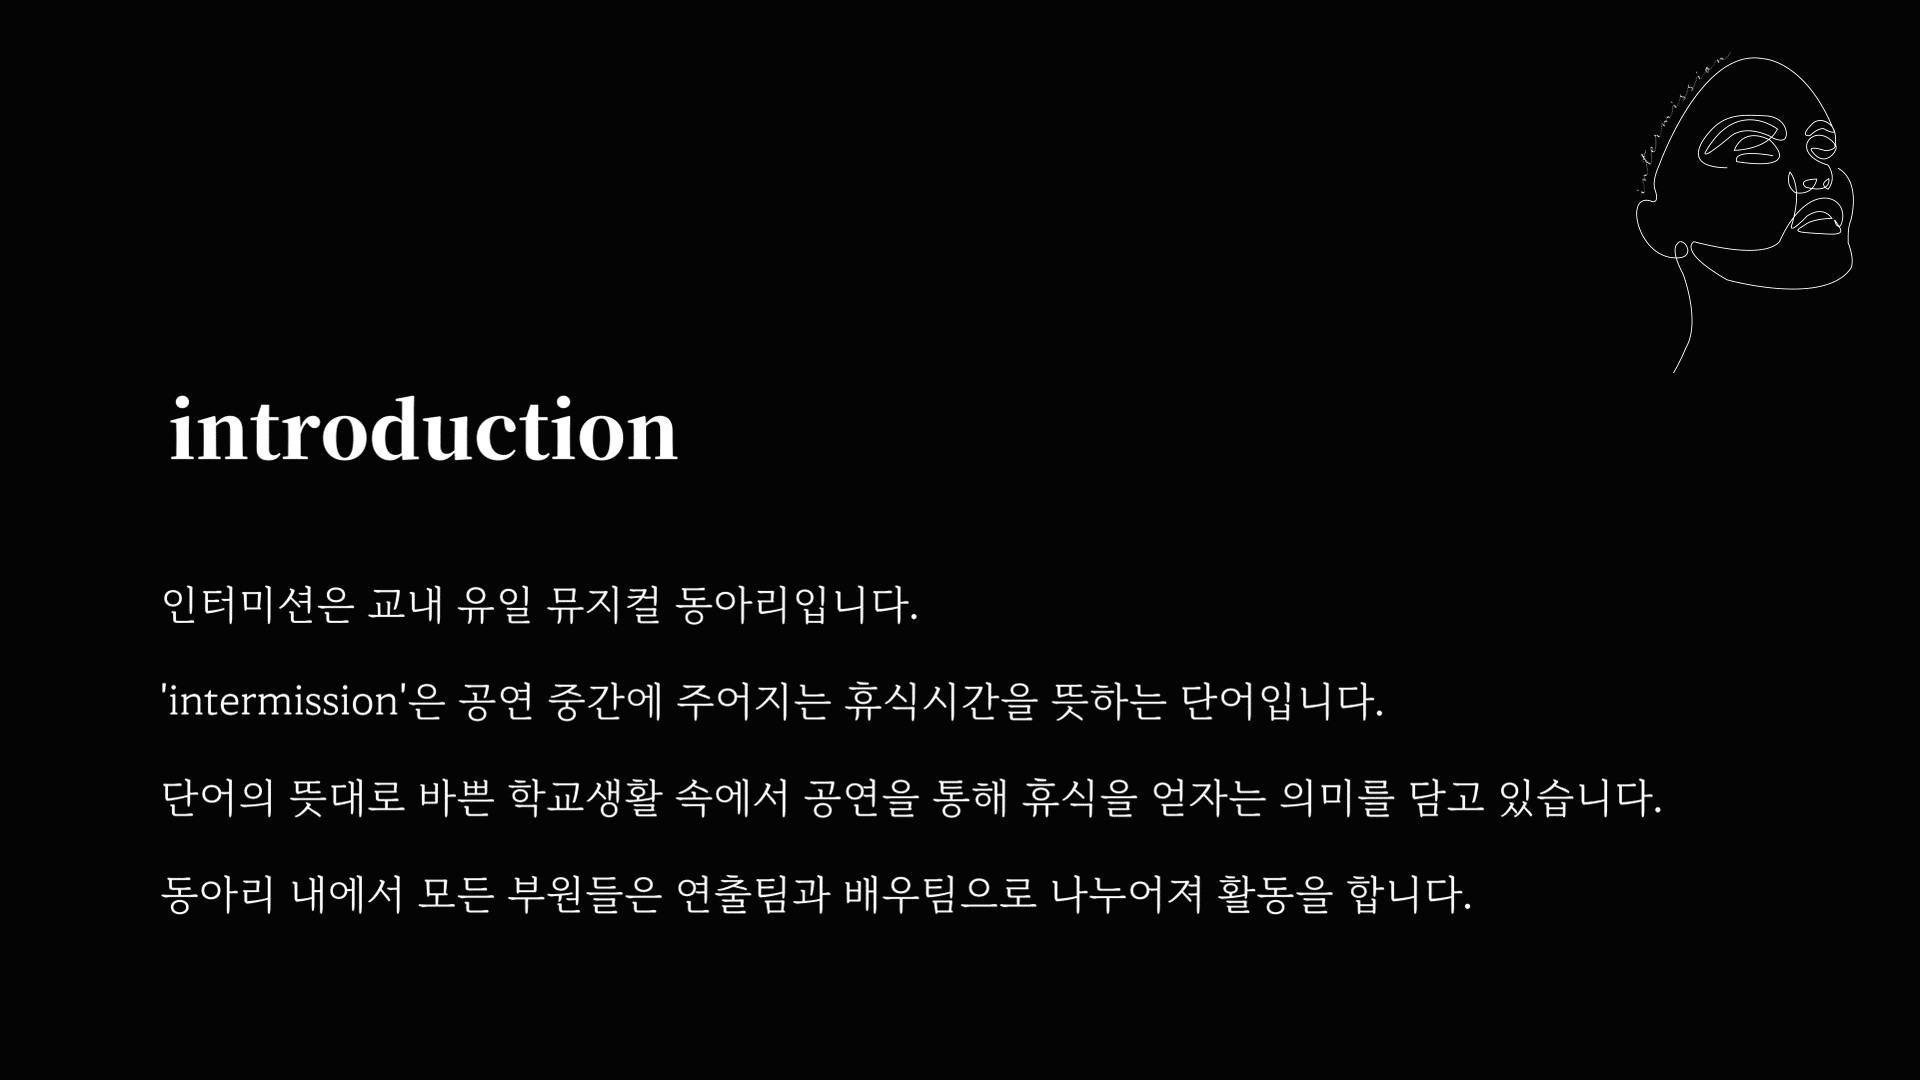 intermission
introduction
인터미션은 교내 유일 뮤지컬 동아리입니다.
'intermission'은 공연 중간에 주어지는 휴식시간을 뜻하는 단어입니다.
단어의 뜻대로 바쁜 학교생활 속에서 공연을 통해 휴식을 얻자는 의미를 담고 있습니다.
동아리 내에서 모든 부원들은 연출팀과 배우팀으로 나누어져 활동을 합니다.